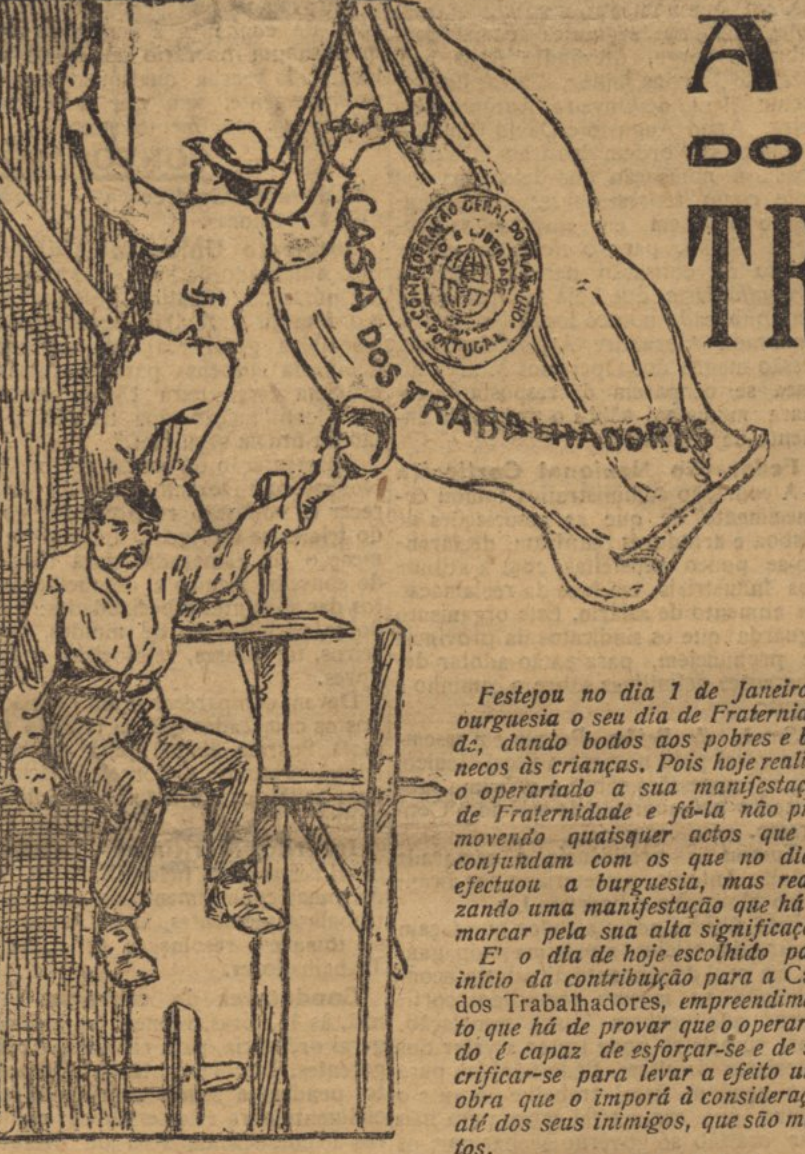 A
DO
TR
CASA DOS TRABALHADORES
CONFEDERAÇÃO GERAL DO TRABALHO
E LIBERDADE
PORTUGAL
Festejou no dia 1 de Janeiro
burguesia o seu dia de Fraternida
de, dando bodos aos pobres e b
necos às crianças. Pois hoje reali
o operariado a sua manifestaç
de Fraternidade e fá-la não pr
movendo quaisquer actos que
confundam com os que no dia
efectuou a burguesia, mas rea
zando uma manifestação que há
marcar pela sua alta significaç
E' o dia de hoje escolhido pa
início da contribuição para a Ca
dos Trabalhadores, empreendime
to que há de provar que o operar
do é capaz de esforçar-se e de s
crificar-se para levar a efeito u
obra que o imporá à consideraç
até dos seus inimigos, que são m
tos.